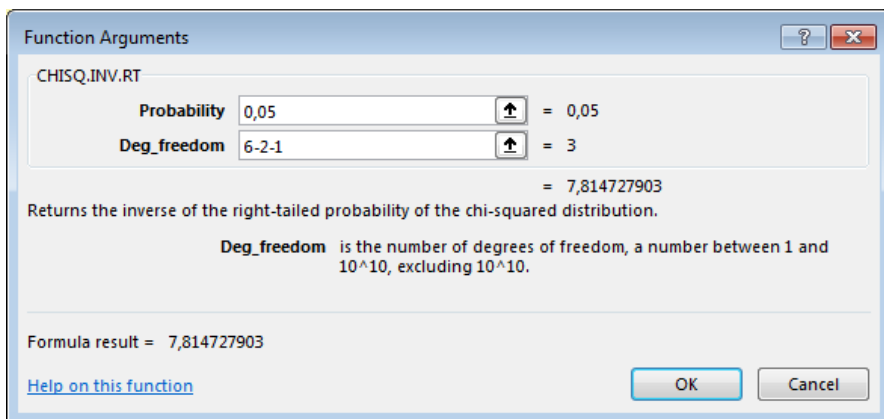 Function Arguments
?
CHISQ.INV.RT
Probability 0,05 = 0,05
Deg_freedom 6-2-1 = 3
= 7,814727903
Returns the inverse of the right-tailed probability of the chi-squared distribution.
Deg_freedom is the number of degrees of freedom, a number between 1 and
10^10, excluding 10^10.
Formula result = 7,814727903
Help on this function
OK Cancel